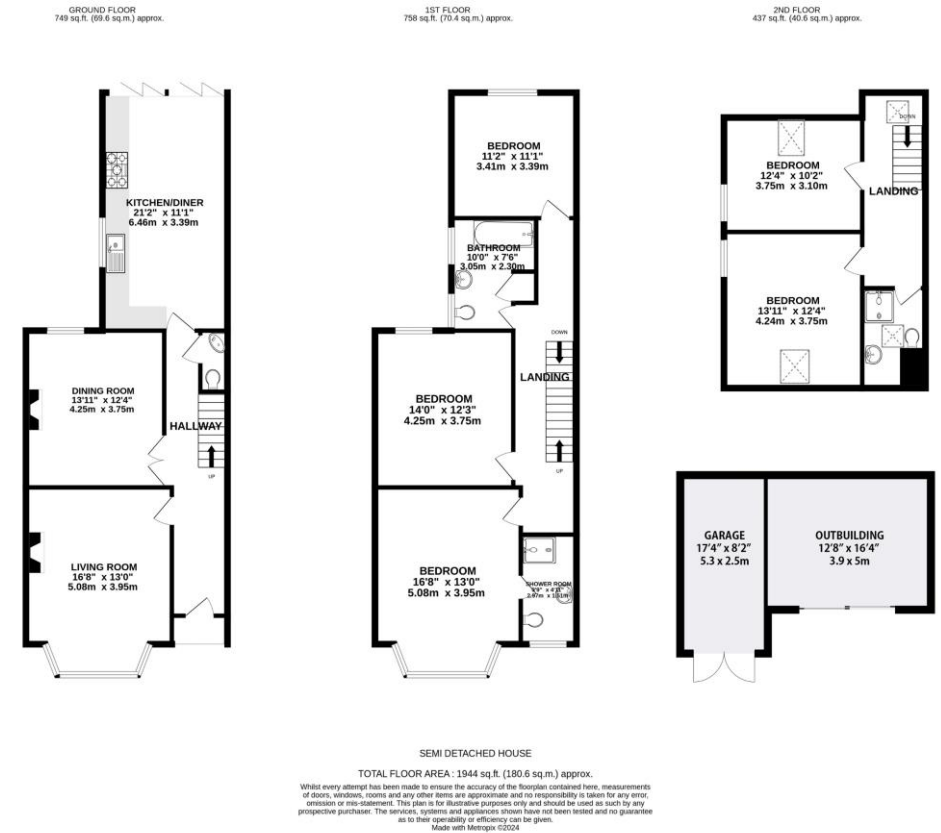 GROUND FLOOR
749 sq.ft. (69.6 sq.m.) approx.
1ST FLOOR
758 sq.ft. (70.4 sq.m.) approx.
2ND FLOOR
437 sq.ft. (40.6 sq.m.) approx.
KITCHEN/DINER
21'2" x 11'1"
6.46m x 3.39m
DINING ROOM
13'11" x 12'4"
4.25m x 3.75m
HALLWAY
UP
LIVING ROOM
16'8" x 13'0"
5.08m x 3.95m
BEDROOM
11'2" x 11'1"
3.41m x 3.39m
BATHROOM
10'0" x 7'6"
3.05m x 2.30m
DOWN
LANDING
BEDROOM
14'0" x 12'3"
4.25m x 3.75m
UP
BEDROOM
16'8" x 13'0"
5.08m x 3.95m
SHOWER ROOM
x 4'11"
DOWN
BEDROOM
12'4" x 10'2"
3.75m x 3.10m
LANDING
BEDROOM
13'11" x 12'4"
4.24m x 3.75m
GARAGE
17'4" x 8'2"
5.3 x 2.5m
OUTBUILDING
12'8" x 16'4"
3.9 x 5m
SEMI DETACHED HOUSE
TOTAL FLOOR AREA : 1944 sq.ft. (180.6 sq.m.) approx.
Whilst every attempt has been made to ensure the accuracy of the floorplan contained here, measurements
of doors, windows, rooms and any other items are approximate and no responsibility is taken for any error,
omission or mis-statement. This plan is for illustrative purposes only and should be used as such by any
prospective purchaser. The services, systems and appliances shown have not been tested and no guarantee
as to their operability or efficiency can be given.
Made with Metropix ©2024